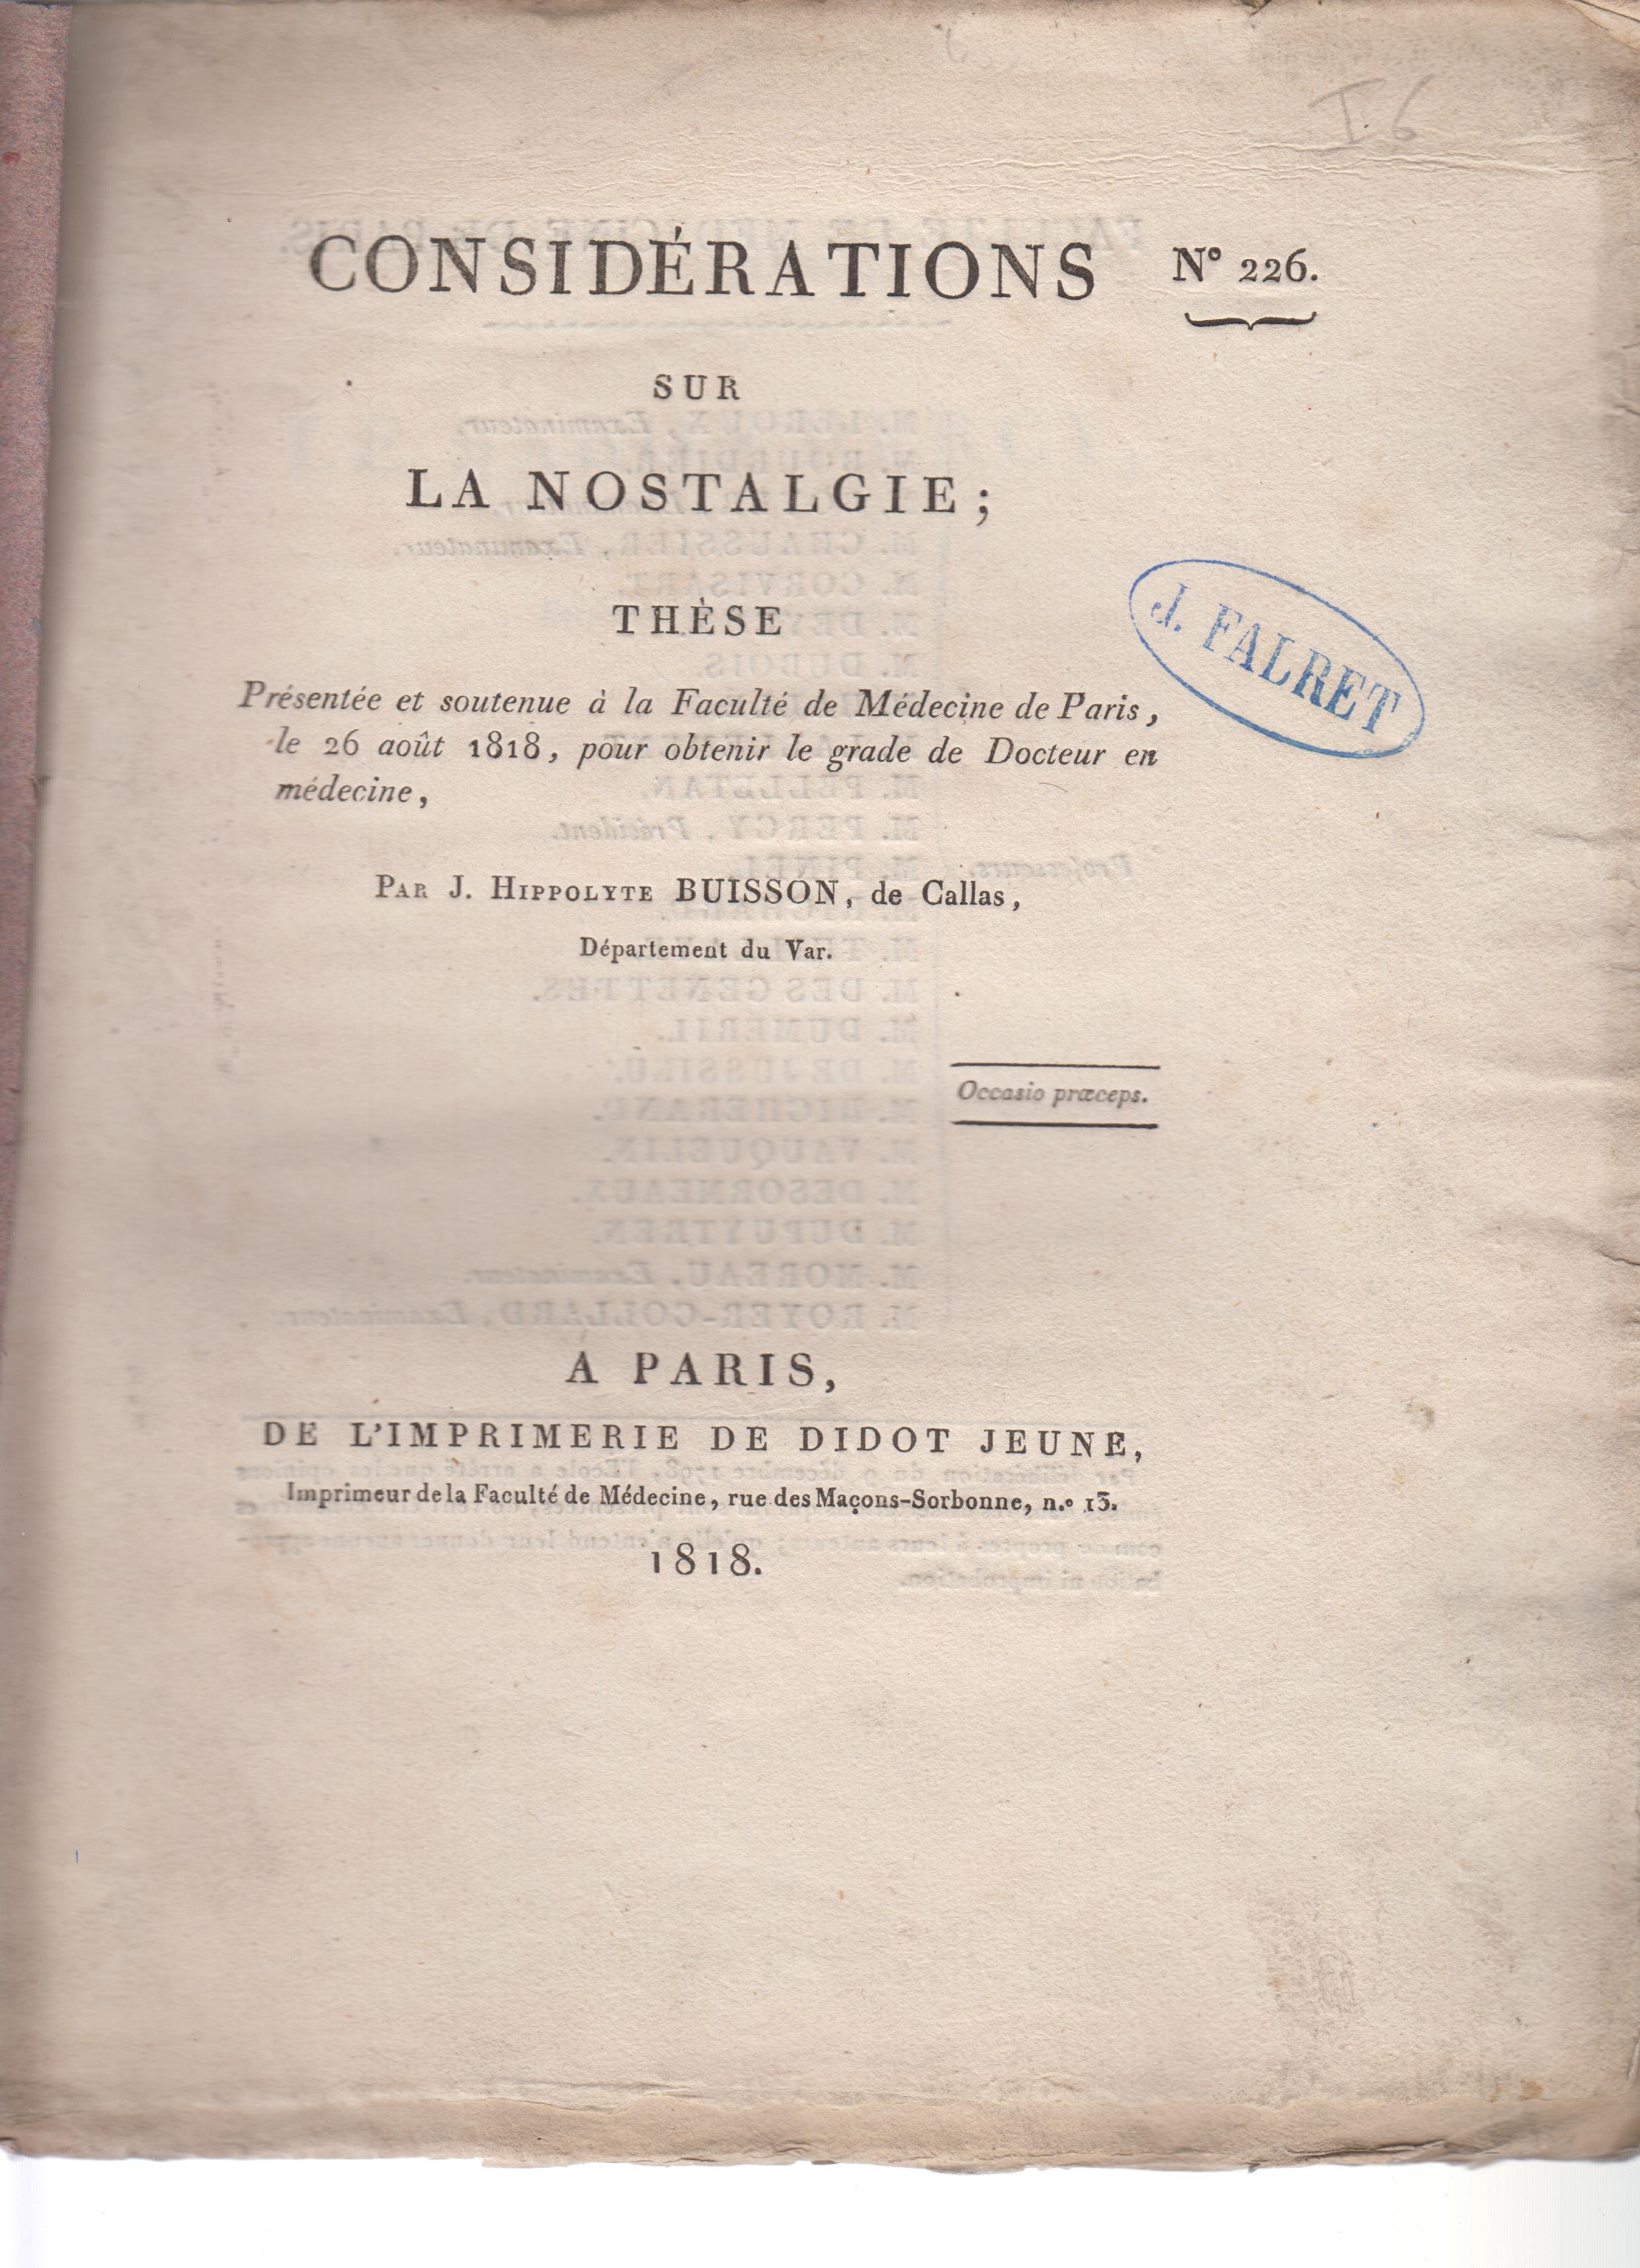 I 6
CONSIDÉRATIONS N° 226.
SUR
LA NOSTALGIE;
THÈSE
J. FALRET
Présentée et soutenue à la Faculté de Médecine de Paris,
le 26 août 1818, pour obtenir le grade de Docteur en
médecine,
PAR J. HIPPOLYTE BUISSON, de Callas,
Département du Var.
Occasio præceps.
A PARIS,
DE L'IMPRIMERIE DE DIDOT JEUNE,
Imprimeur de la Faculté de Médecine, rue des Maçons-Sorbonne, n.° 13.
1818.